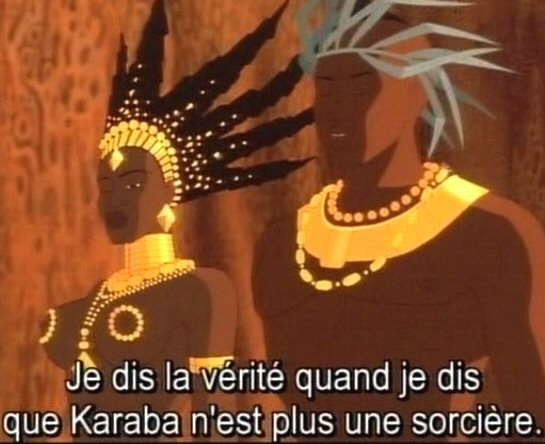 Je dis la vérité quand je dis
que Karaba n'est plus une sorcière.